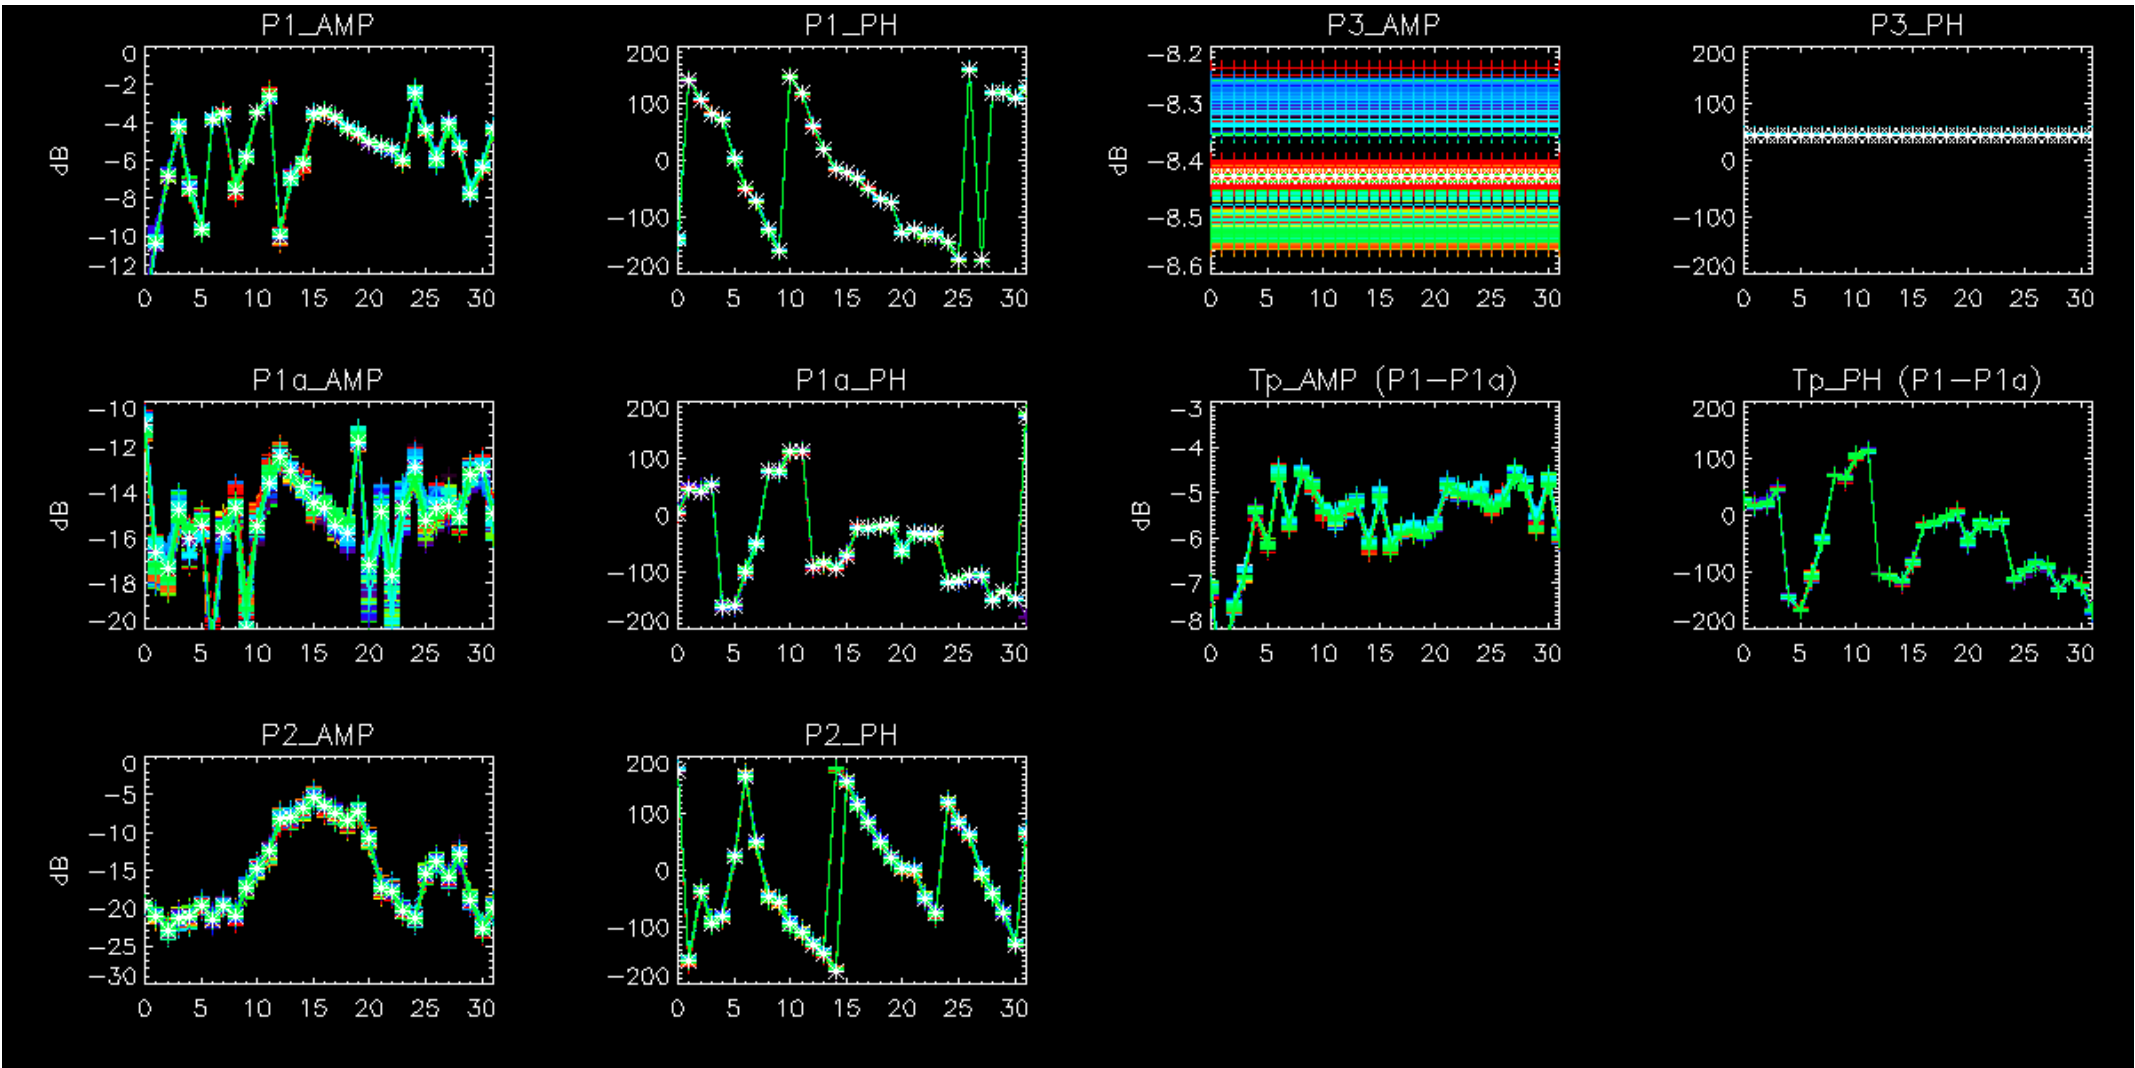 P1_AMP
dB
0
−2
−4
−6
−8
−10
−12
0 5 10 15 20 25 30
P1_PH
200
100
0
−100
−200
0 5 10 15 20 25 30
P3_AMP
dB
−8.2
−8.3
−8.4
−8.5
−8.6
0 5 10 15 20 25 30
P3_PH
200
100
0
−100
−200
0 5 10 15 20 25 30
P1a_AMP
dB
−10
−12
−14
−16
−18
−20
0 5 10 15 20 25 30
P1a_PH
200
100
0
−100
−200
0 5 10 15 20 25 30
Tp_AMP (P1−P1a)
dB
−3
−4
−5
−6
−7
−8
0 5 10 15 20 25 30
Tp_PH (P1−P1a)
200
100
0
−100
−200
0 5 10 15 20 25 30
P2_AMP
dB
0
−5
−10
−15
−20
−25
−30
0 5 10 15 20 25 30
P2_PH
200
100
0
−100
−200
0 5 10 15 20 25 30